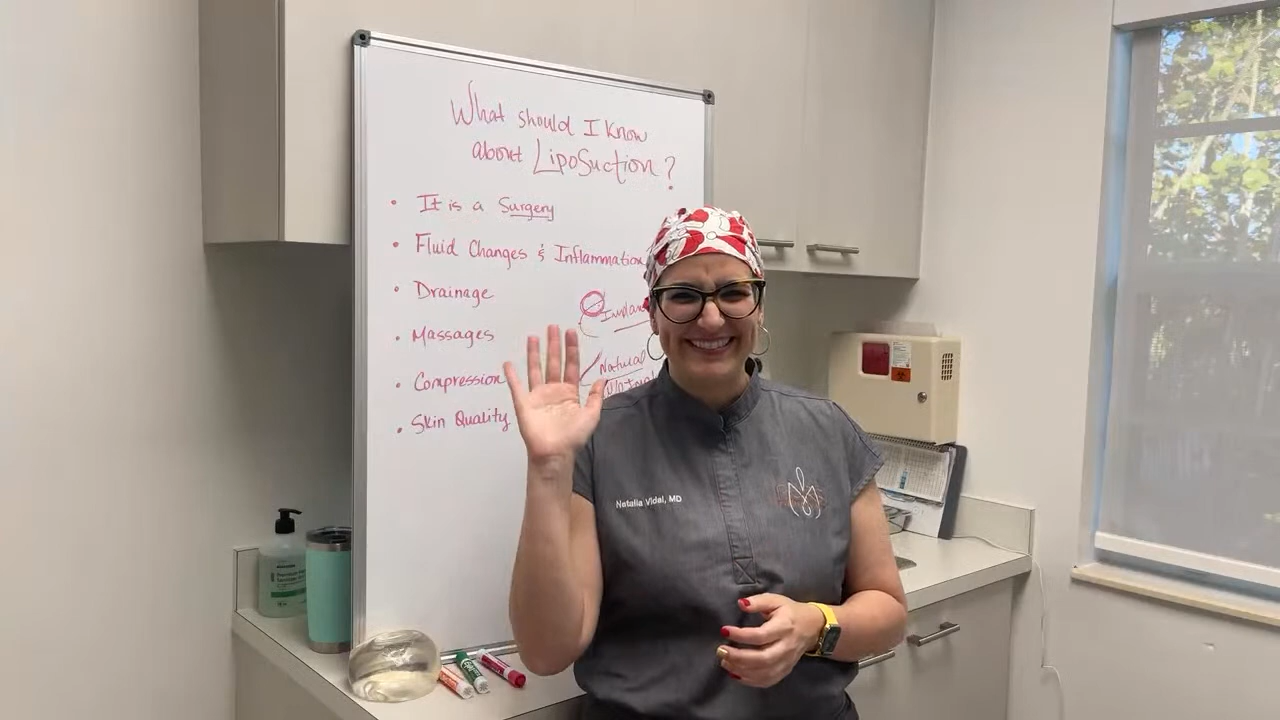 What should I Know
about LipoSuction?
• It is a Surgery
• Fluid Changes & Inflammation
• Drainage
• Massages
Natural
• Compression
• Skin Quality
Natalia Vidal, MD